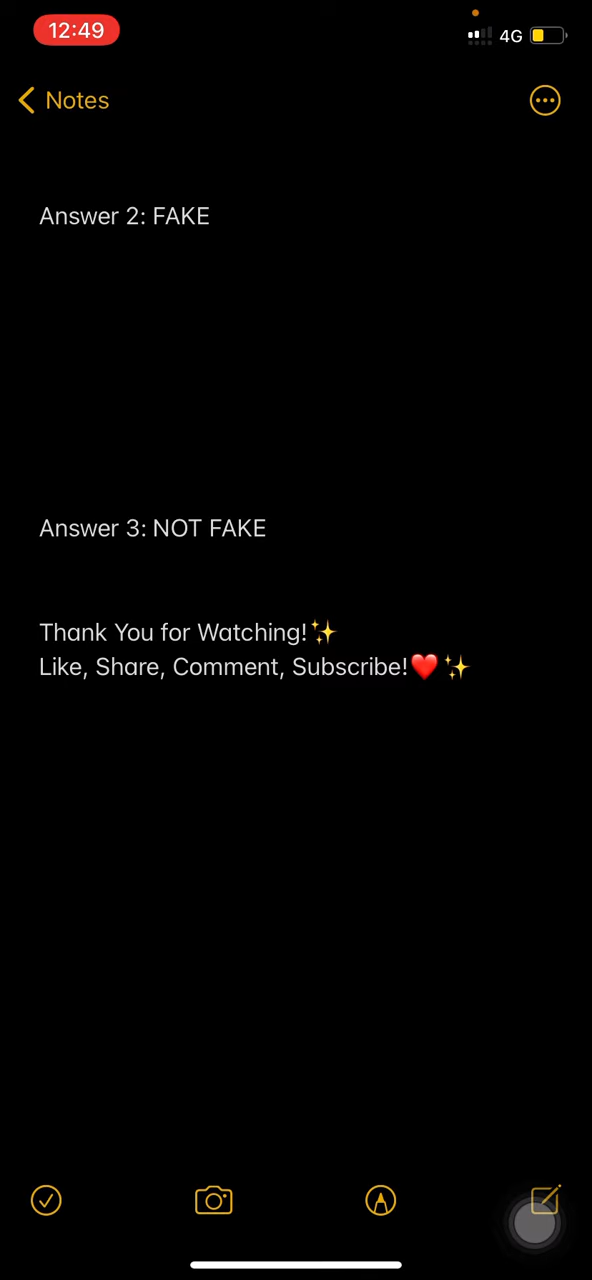 12:49
4G
Notes
Answer 2: FAKE
Answer 3: NOT FAKE
Thank You for Watching!✨
Like, Share, Comment, Subscribe!❤️✨